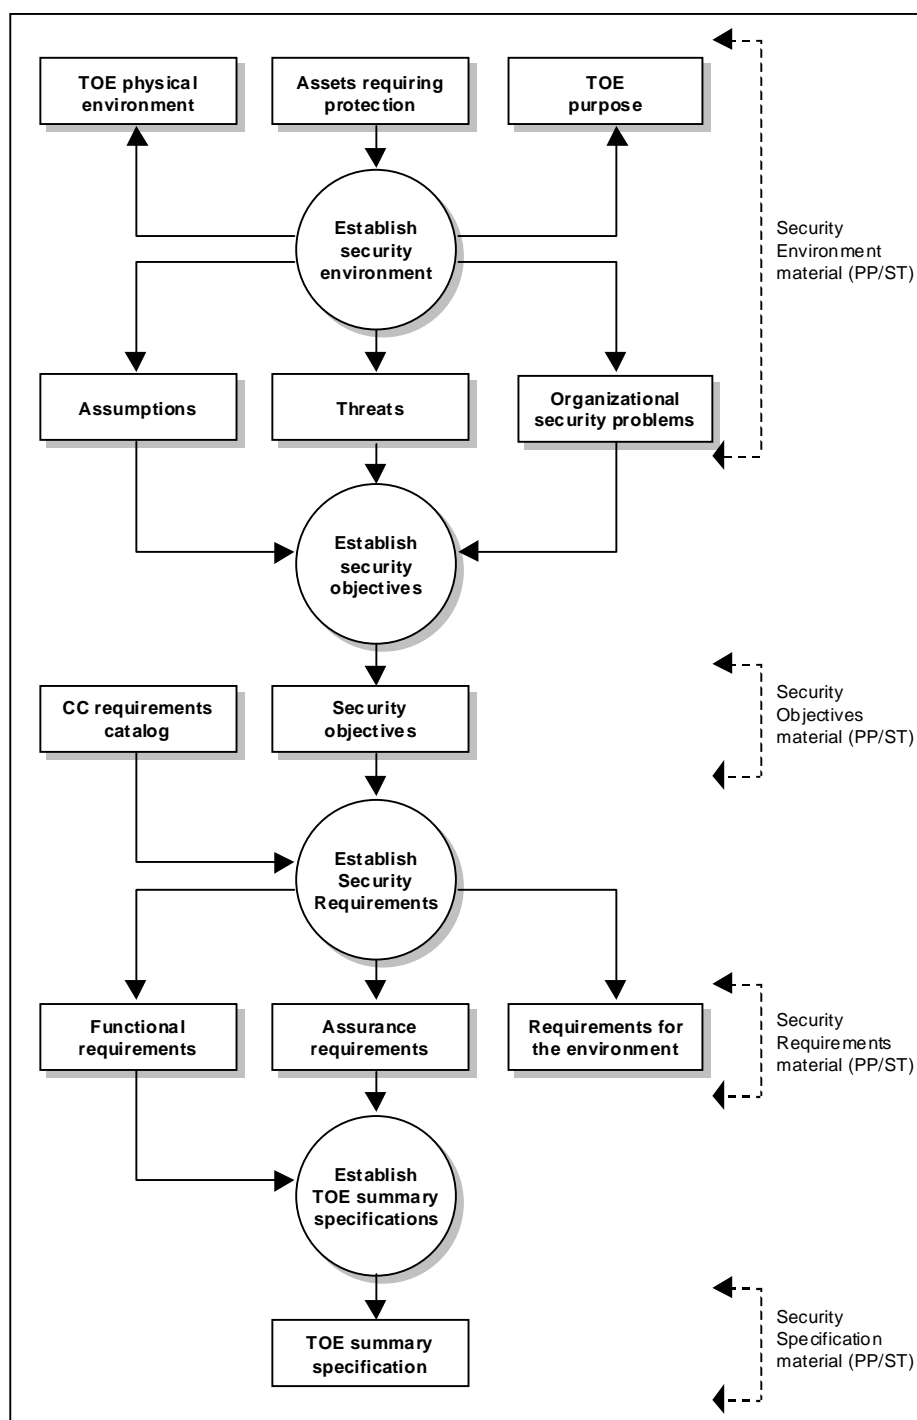 TOE physical
environment
Assets requiring
protection
TOE
purpose
Establish
security
environment
Security
Environment
material (PP/ST)
Assumptions
Threats
Organizational
security problems
Establish
security
objectives
CC requirements
catalog
Security
objectives
Security
Objectives
material (PP/ST)
Establish
Security
Requirements
Functional
requirements
Assurance
requirements
Requirements for
the environment
Security
Requirements
material (PP/ST)
Establish
TOE summary
specifications
TOE summary
specification
Security
Specification
material (PP/ST)